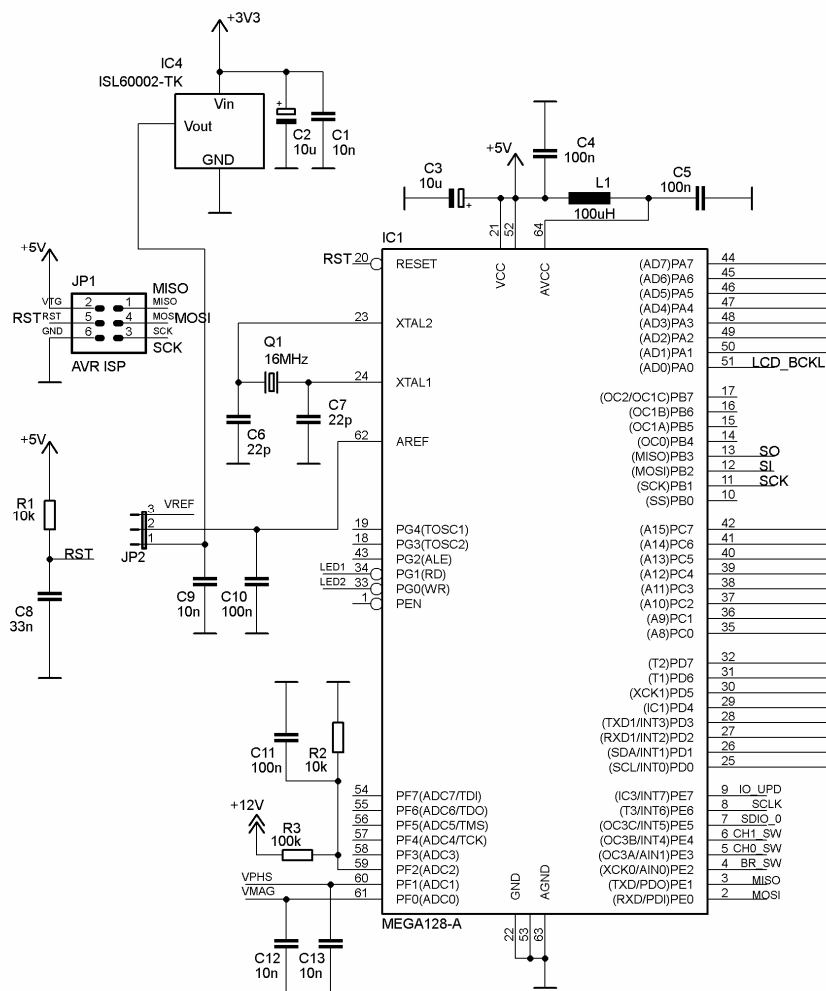 +3V3
IC4
ISL60002-TK
Vin
Vout
GND
C2
10u
C1
10n
+
+5V
C4
100n
C3
10u
+
L1
100uH
C5
100n
21
52
64
IC1
VCC
AVCC
+5V
JP1
MISO
VTG 2 1 MISO
RST RST 5 4 MOSI MOSI
GND 6 3 SCK
SCK
AVR ISP
RST 20 RESET
23 XTAL2
Q1
16MHz
24 XTAL1
C6
22p
C7
22p
62 AREF
+5V
R1
10k
RST
C8
33n
3 VREF
2
1
JP2
C9
10n
C10
100n
19 PG4(TOSC1)
18 PG3(TOSC2)
43 PG2(ALE)
LED1 34 PG1(RD)
LED2 33 PG0(WR)
1 PEN
C11
100n
R2
10k
+12V
R3
100k
54 PF7(ADC7/TDI)
55 PF6(ADC6/TDO)
56 PF5(ADC5/TMS)
57 PF4(ADC4/TCK)
58 PF3(ADC3)
59 PF2(ADC2)
VPHS 60 PF1(ADC1)
VMAG 61 PF0(ADC0)
C12
10n
C13
10n
(AD7)PA7 44
(AD6)PA6 45
(AD5)PA5 46
(AD4)PA4 47
(AD3)PA3 48
(AD2)PA2 49
(AD1)PA1 50
(AD0)PA0 51 LCD_BCKL
(OC2/OC1C)PB7 17
(OC1B)PB6 16
(OC1A)PB5 15
(OC0)PB4 14
(MISO)PB3 13 SO
(MOSI)PB2 12 SI
(SCK)PB1 11 SCK
(SS)PB0 10
(A15)PC7 42
(A14)PC6 41
(A13)PC5 40
(A12)PC4 39
(A11)PC3 38
(A10)PC2 37
(A9)PC1 36
(A8)PC0 35
(T2)PD7 32
(T1)PD6 31
(XCK1)PD5 30
(IC1)PD4 29
(TXD1/INT3)PD3 28
(RXD1/INT2)PD2 27
(SDA/INT1)PD1 26
(SCL/INT0)PD0 25
(IC3/INT7)PE7 9 IO_UPD
(T3/INT6)PE6 8 SCLK
(OC3C/INT5)PE5 7 SDIO_0
(OC3B/INT4)PE4 6 CH1_SW
(OC3A/AIN1)PE3 5 CH0_SW
(XCK0/AIN0)PE2 4 BR_SW
(TXD/PDO)PE1 3 MISO
(RXD/PDI)PE0 2 MOSI
GND
AGND
MEGA128-A
22
53
63